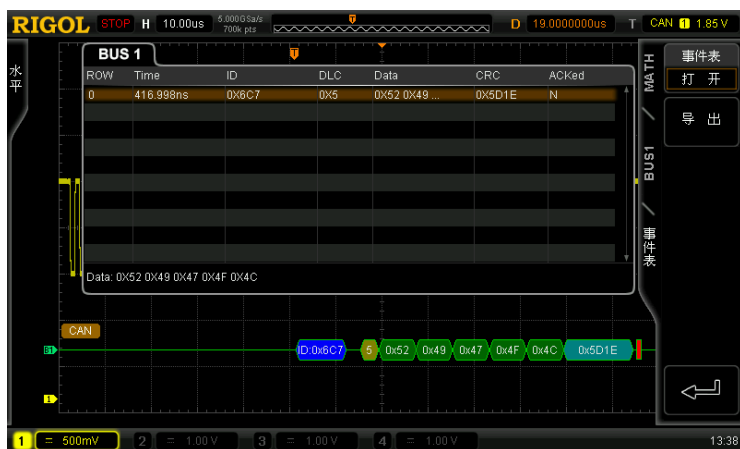 RIGOL STOP H 10.00us 5.000GSa/s 700k pts D 19.0000000us T CAN 1 1.85 V
水平
BUS 1
ROW Time ID DLC Data CRC ACKed
0 416.998ns 0X6C7 0X5 0X52 0X49 ... 0X5D1E N
Data: 0X52 0X49 0X47 0X4F 0X4C
MATH
BUS1
事件表
事件表
打 开
导 出
CAN
B1 ID:0x6C7 5 0x52 0x49 0x47 0x4F 0x4C 0x5D1E
1
1 = 500mV 2 = 1.00 V 3 = 1.00 V 4 = 1.00 V 13:38